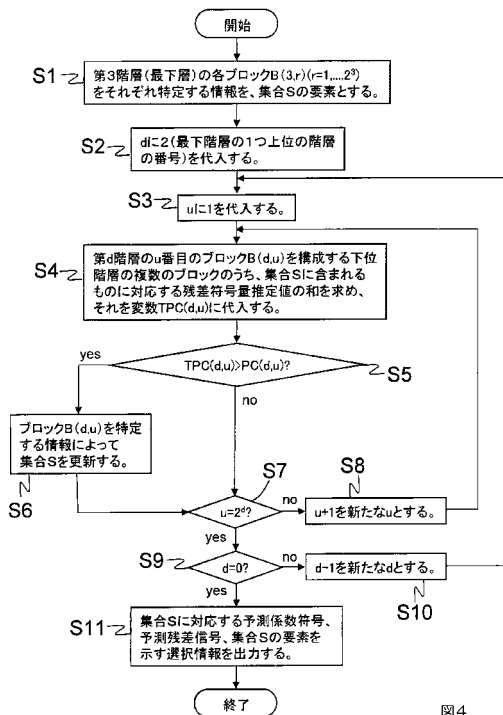 開始
S1
第3階層(最下層)の各ブロックB(3,r)(r=1,....2³)
をそれぞれ特定する情報を、集合Sの要素とする。
S2
dに2(最下階層の1つ上位の階層
の番号)を代入する。
S3
uに1を代入する。
S4
第d階層のu番目のブロックB(d,u)を構成する下位
階層の複数のブロックのうち、集合Sに含まれる
ものに対応する残差符号量推定値の和を求め、
それを変数TPC(d,u)に代入する。
yes
TPC(d,u)>PC(d,u)?
S5
no
ブロックB(d,u)を特定
する情報によって
集合Sを更新する。
S6
S7
u=2ᵈ?
no
S8
u+1を新たなuとする。
yes
S9
d=0?
no
d-1を新たなdとする。
S10
yes
S11
集合Sに対応する予測係数符号、
予測残差信号、集合Sの要素を
示す選択情報を出力する。
終了
図4